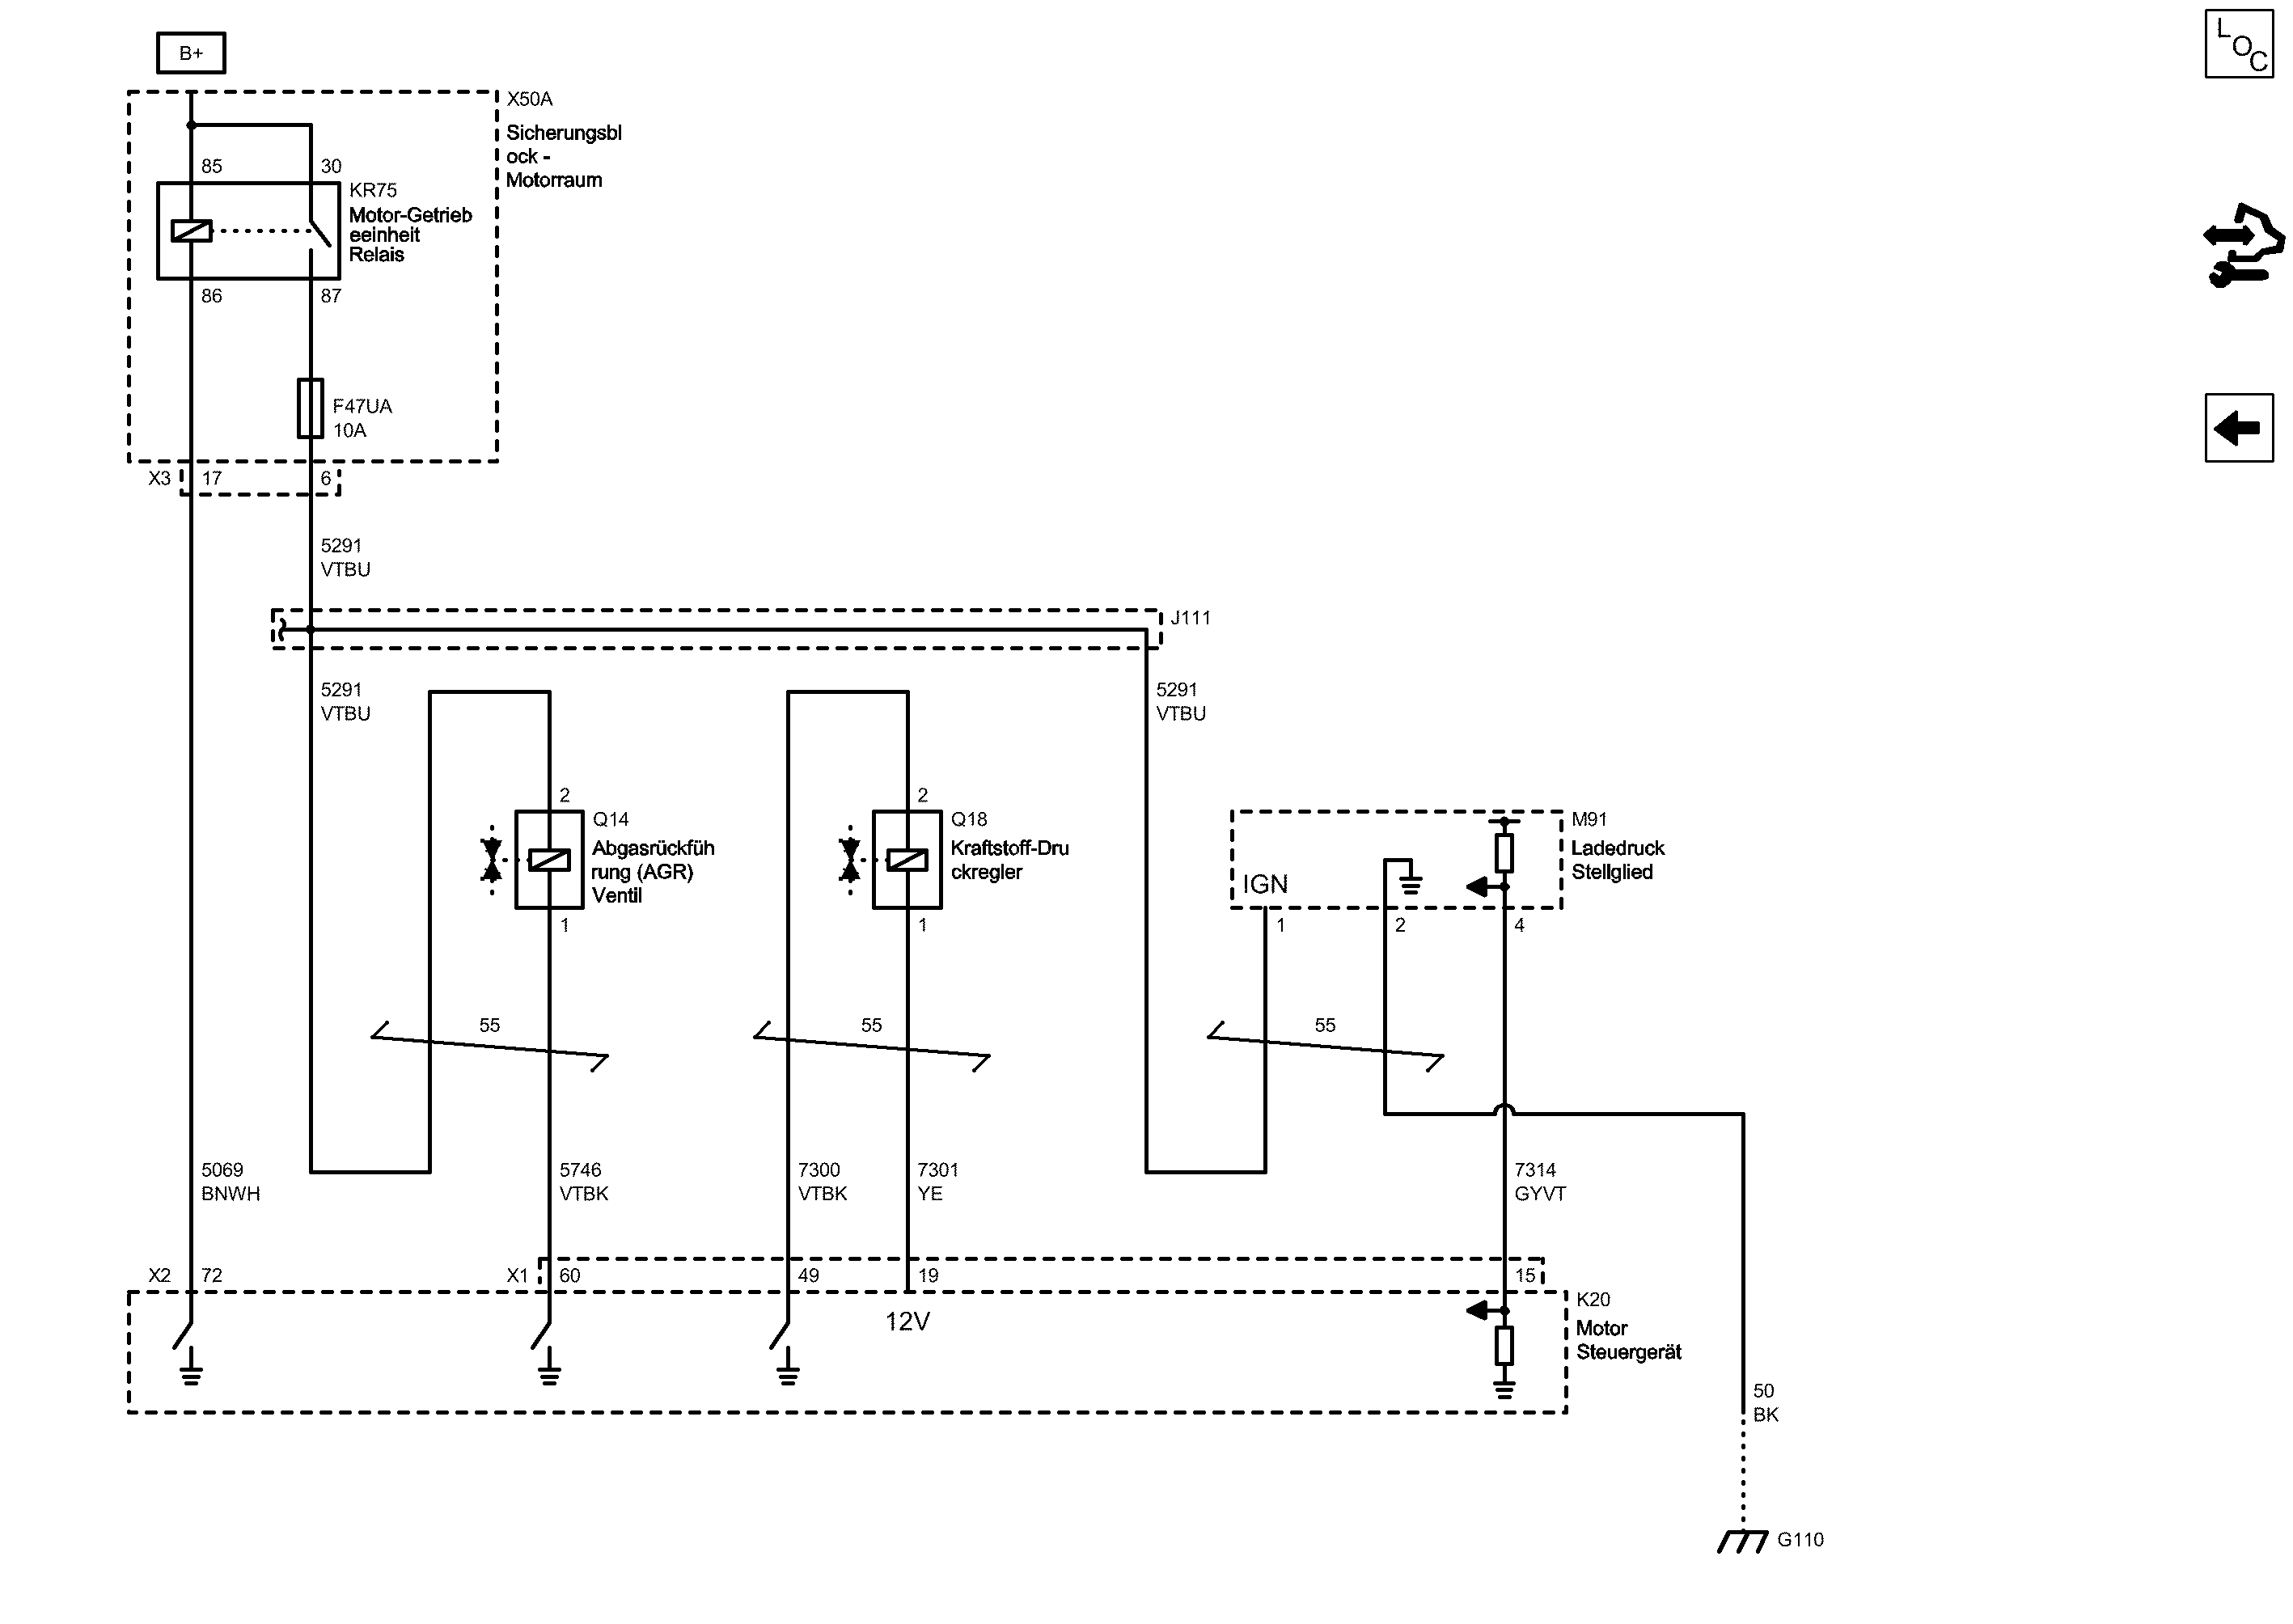 B+
X50A
Sicherungsbl
ock -
Motorraum
85
30
KR75
Motor-Getrieb
eeinheit
Relais
86
87
F47UA
10A
X3
17
6
5291
VTBU
J111
5291
VTBU
5291
VTBU
2
Q14
Abgasrückfüh
rung (AGR)
Ventil
1
2
Q18
Kraftstoff-Dru
ckregler
1
M91
Ladedruck
Stellglied
IGN
1
2
4
55
55
55
5069
BNWH
5746
VTBK
7300
VTBK
7301
YE
7314
GYVT
X2
72
X1
60
49
19
15
12V
K20
Motor
Steuergerät
50
BK
G110
LOC